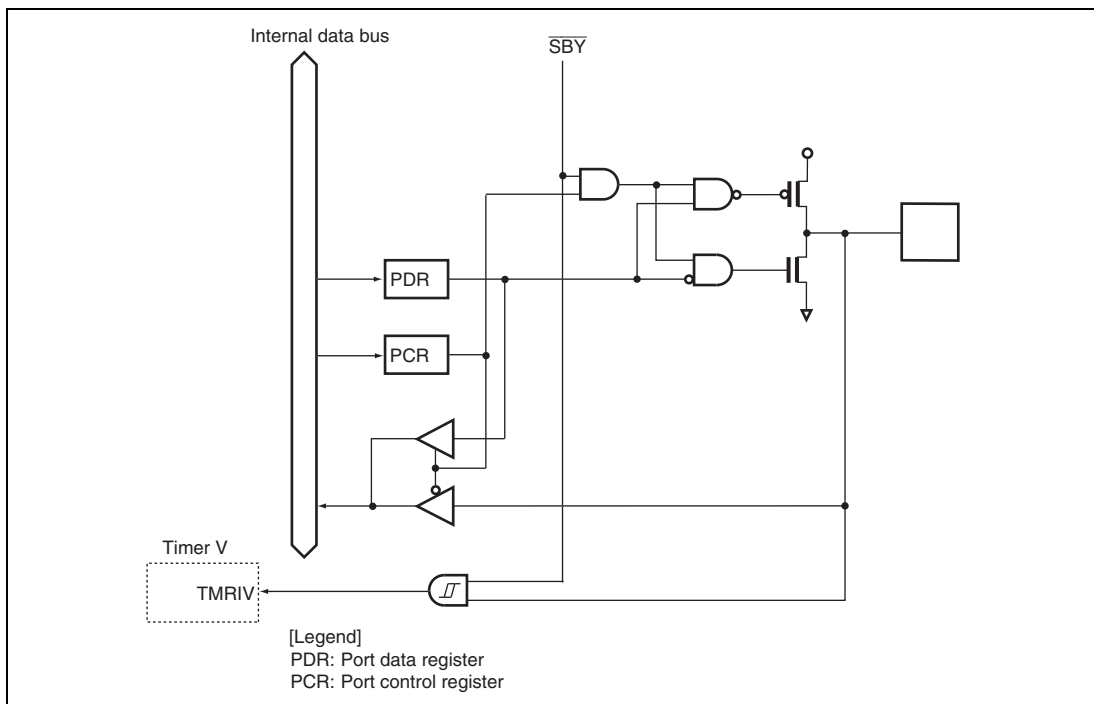 Internal data bus
SBY
PDR
PCR
Timer V
TMRIV
[Legend]
PDR: Port data register
PCR: Port control register